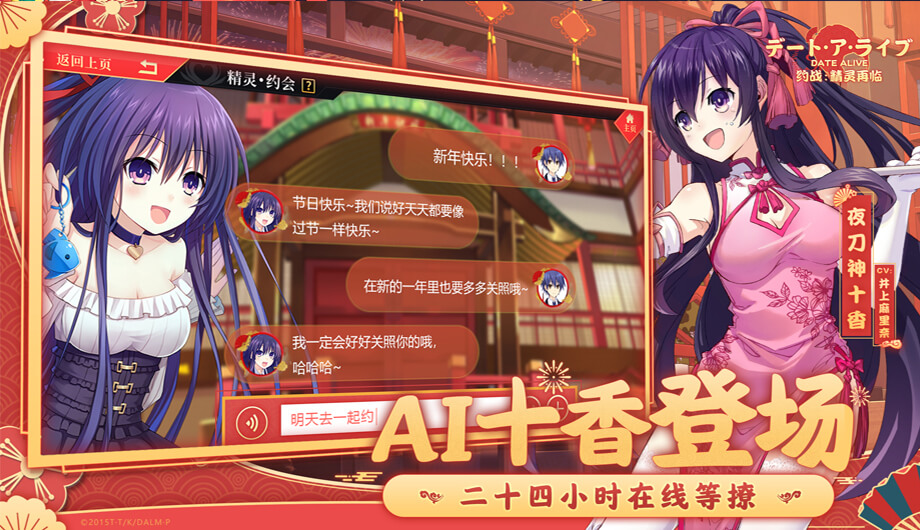 返回上页
精灵·约会 ?
主页
デート・ア・ライブ
DATE ALIVE
约战:精灵再临
新年快乐!!!
节日快乐~我们说好天天都要像
过节一样快乐~
在新的一年里也要多多关照哦~
我一定会好好关照你的哦,
哈哈哈~
明天去一起约
夜刀神十香
CV:井上麻里奈
AI十香登场
二十四小时在线等撩
©2015T·T/K/DALM·P